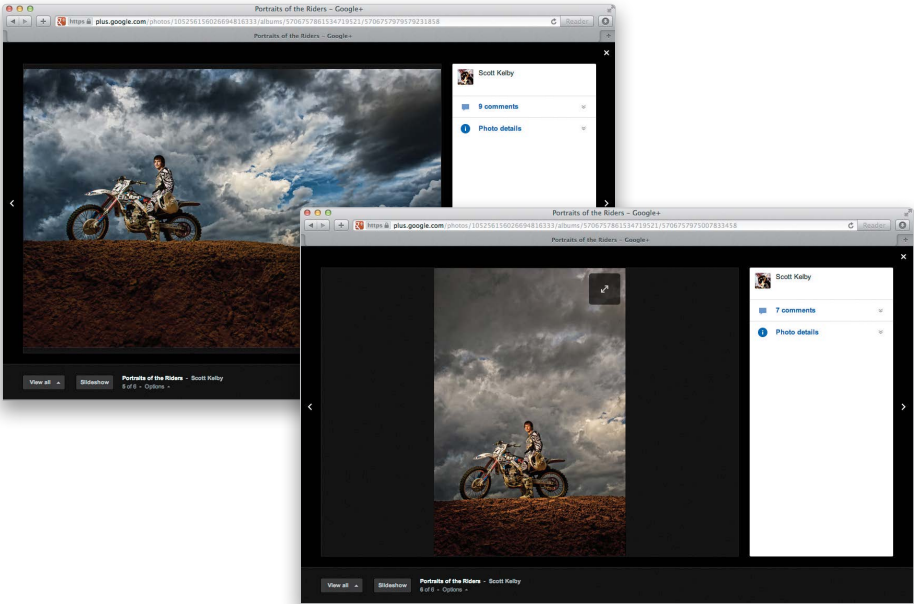 Portraits of the Riders – Google+
https plus.google.com/photos/105256156026694816333/albums/5706757861534719521/5706757979579231858
Reader
Portraits of the Riders – Google+
Scott Kelby
9 comments
Photo details
View all
Slideshow
Portraits of the Riders - Scott Kelby
6 of 6 - Options
Portraits of the Riders – Google+
https plus.google.com/photos/105256156026694816333/albums/5706757861534719521/5706757975007833458
Reader
Portraits of the Riders – Google+
Scott Kelby
7 comments
Photo details
View all
Slideshow
Portraits of the Riders - Scott Kelby
6 of 6 - Options